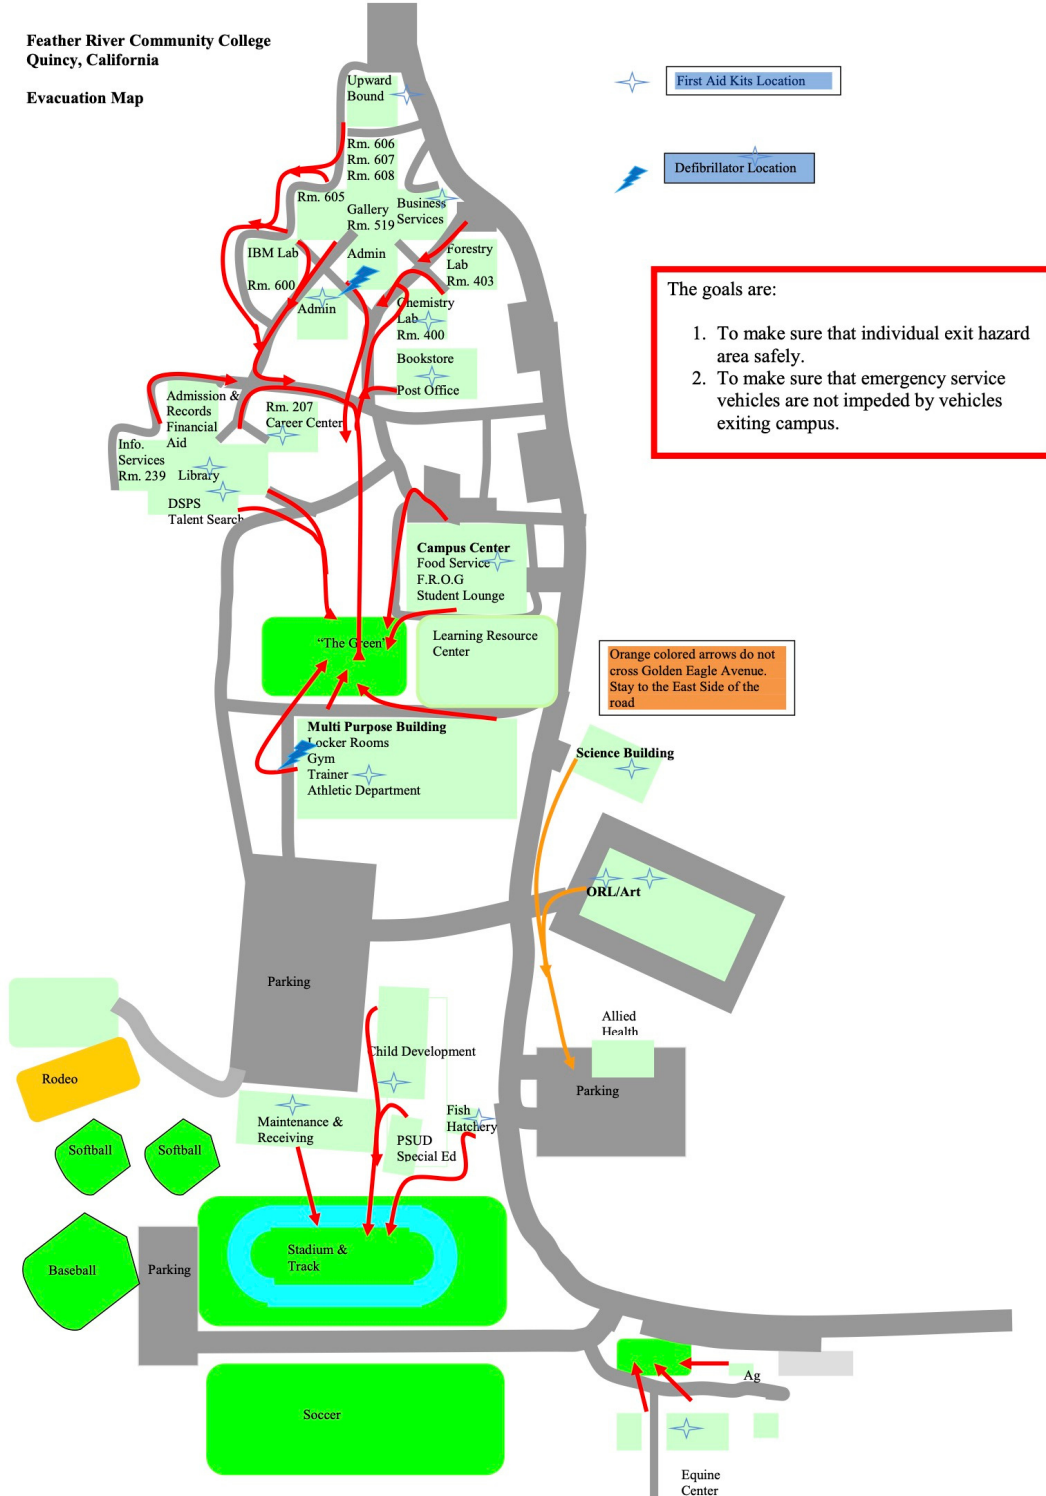 Feather River Community College
Quincy, California
Evacuation Map
First Aid Kits Location
Defibrillator Location
The goals are:
1. To make sure that individual exit hazard
area safely.
2. To make sure that emergency service
vehicles are not impeded by vehicles
exiting campus.
Upward
Bound
Rm. 606
Rm. 607
Rm. 608
Rm. 605
Gallery
Rm. 519
Business
Services
IBM Lab
Rm. 600
Admin
Admin
Forestry
Lab
Rm. 403
Chemistry
Lab
Rm. 400
Bookstore
Post Office
Admission &
Records
Financial
Aid
Rm. 207
Career Center
Info.
Services
Rm. 239
Library
DSPS
Talent Search
Campus Center
Food Service
F.R.O.G
Student Lounge
"The Green"
Learning Resource
Center
Orange colored arrows do not
cross Golden Eagle Avenue.
Stay to the East Side of the
road
Multi Purpose Building
Locker Rooms
Gym
Trainer
Athletic Department
Science Building
ORL/Art
Parking
Allied
Health
Parking
Child Development
Rodeo
Maintenance &
Receiving
Fish
Hatchery
PSUD
Special Ed
Softball
Softball
Baseball
Parking
Stadium &
Track
Soccer
Ag
Equine
Center